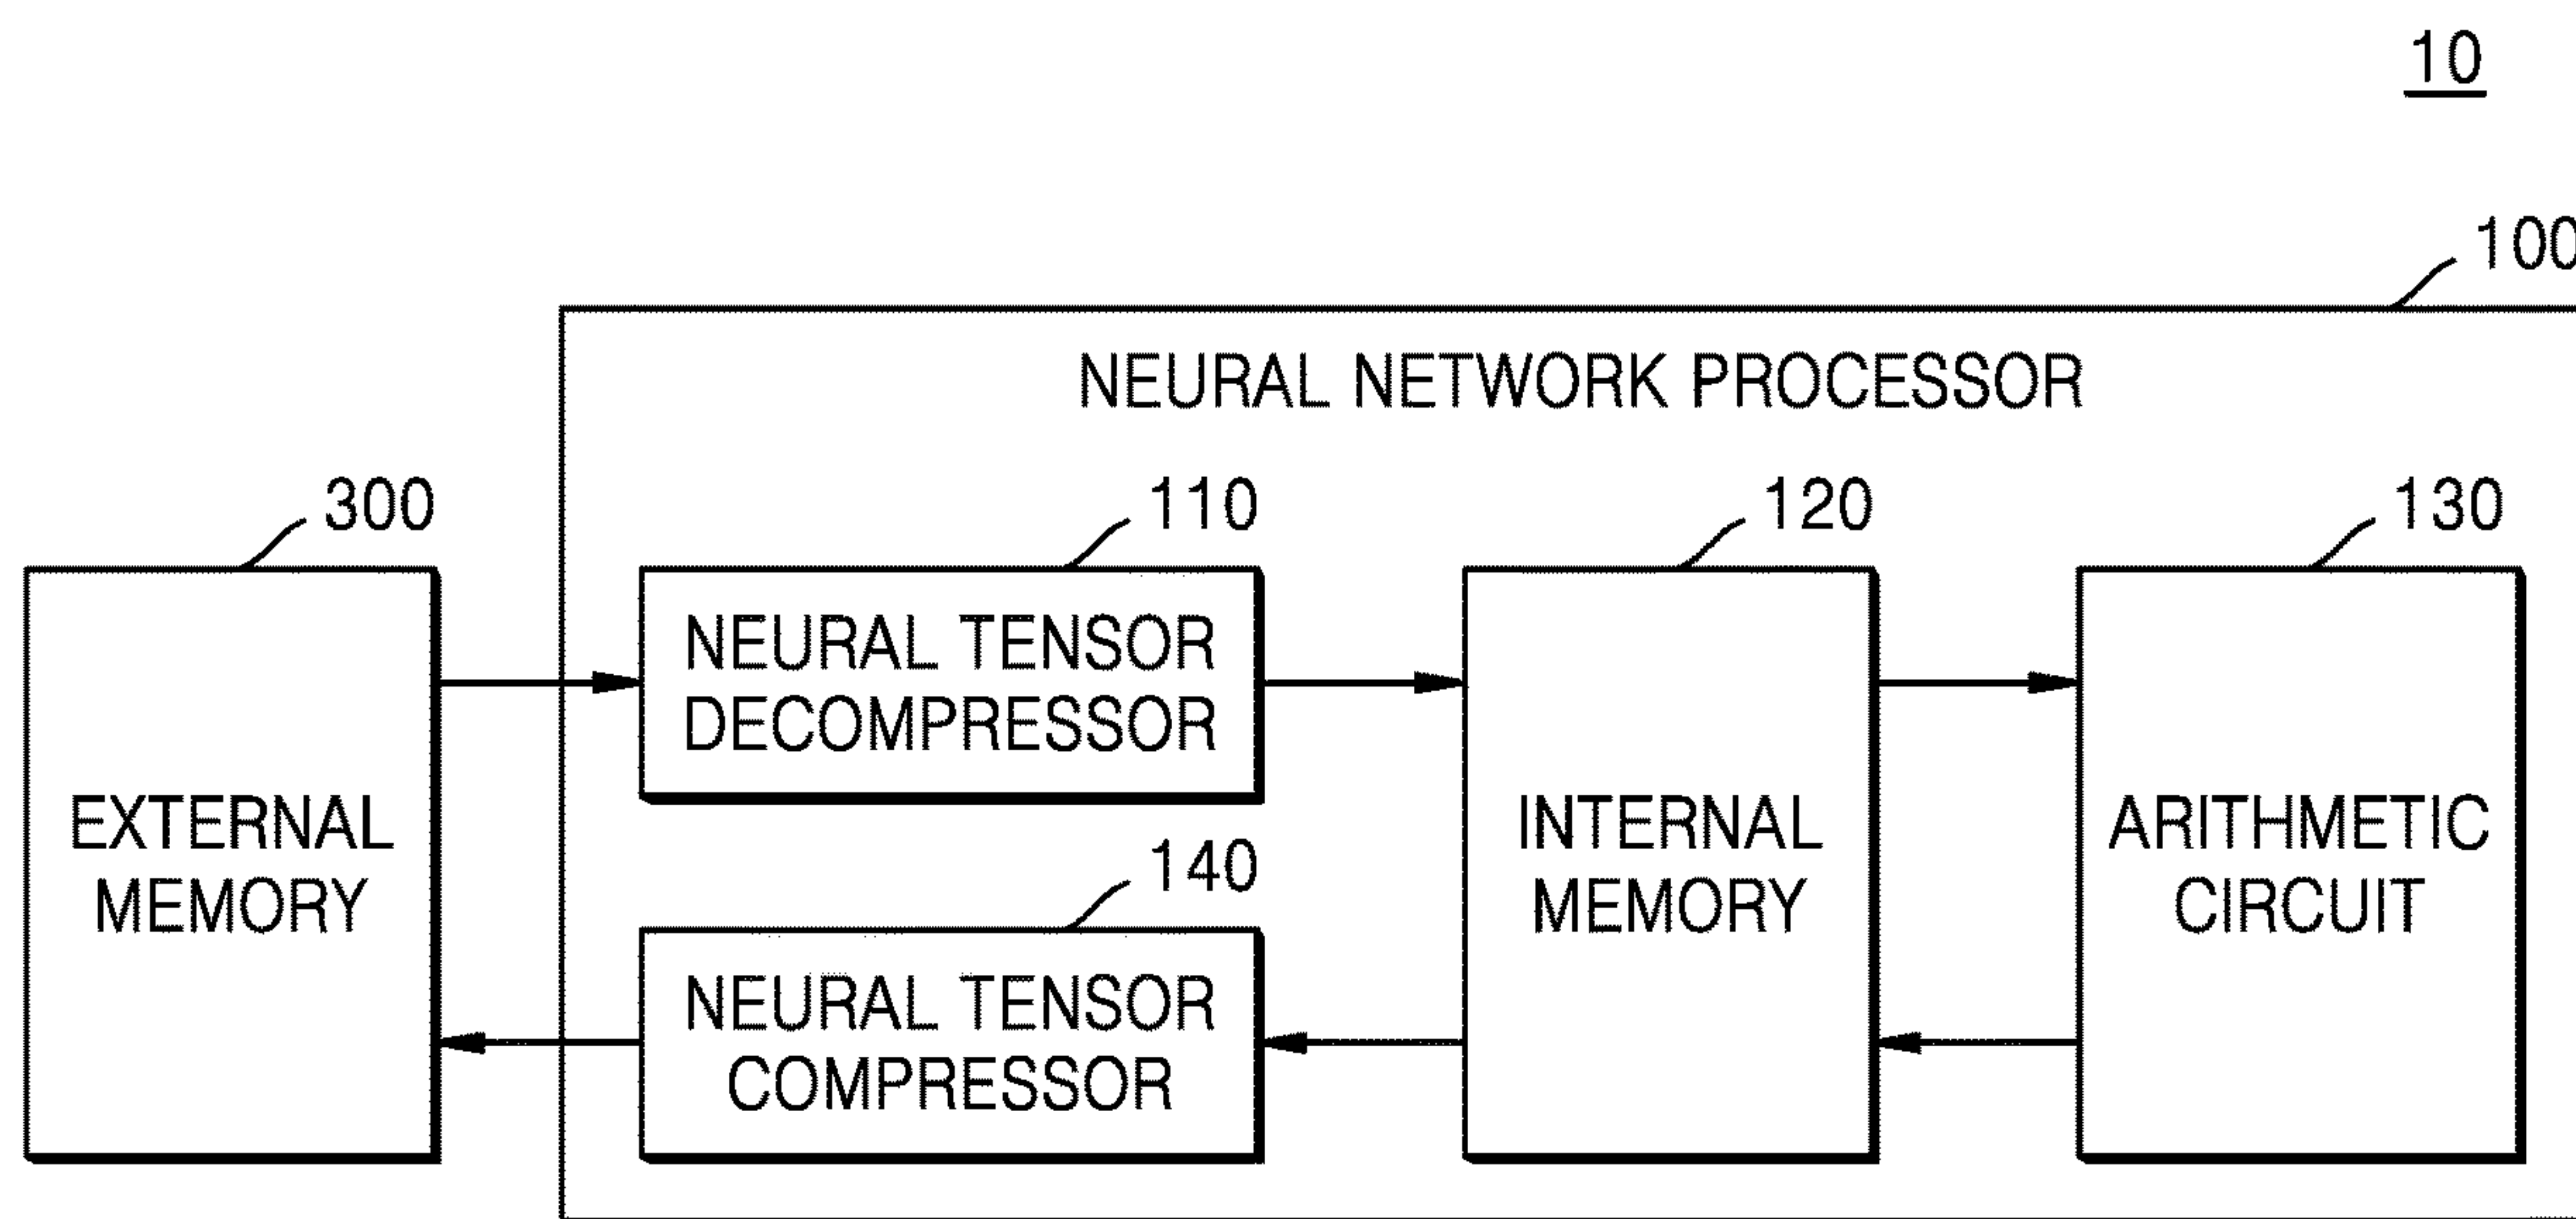 10
100
NEURAL NETWORK PROCESSOR
300
110
120
130
NEURAL TENSOR
DECOMPRESSOR
EXTERNAL
MEMORY
INTERNAL
MEMORY
ARITHMETIC
CIRCUIT
140
NEURAL TENSOR
COMPRESSOR